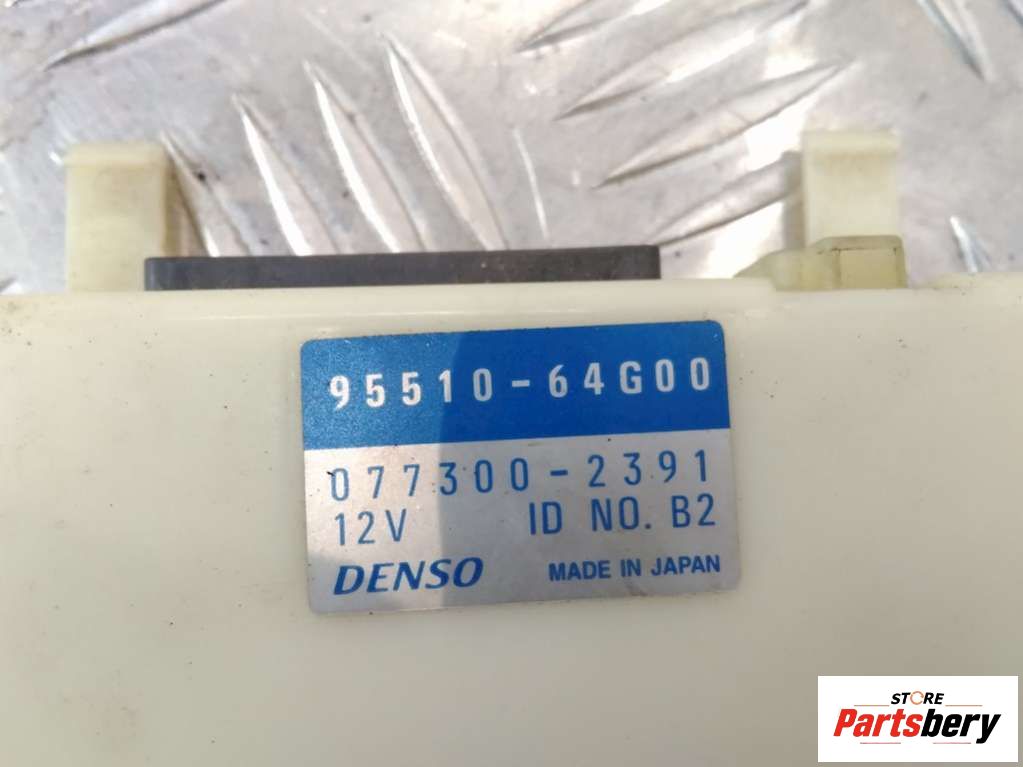 95510-64G00
077300-2391
12V ID NO. B2
DENSO MADE IN JAPAN
STORE
Partsbery